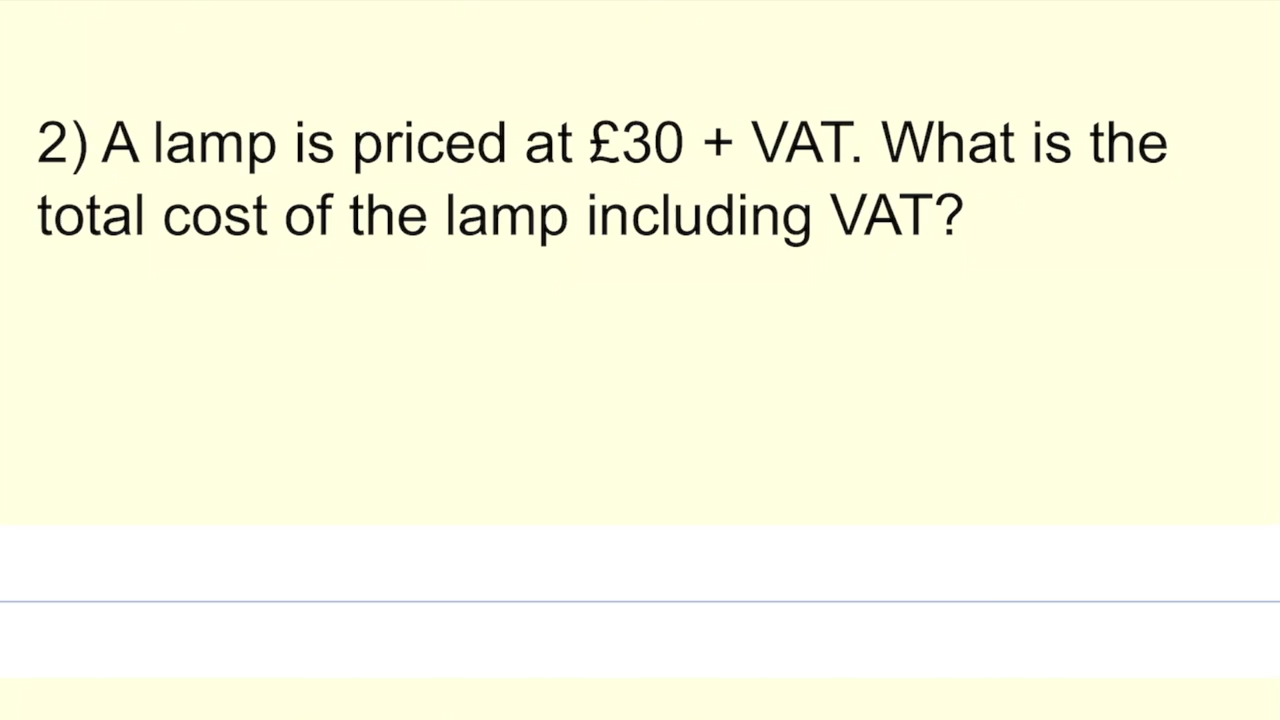 2) A lamp is priced at £30 + VAT. What is the
total cost of the lamp including VAT?